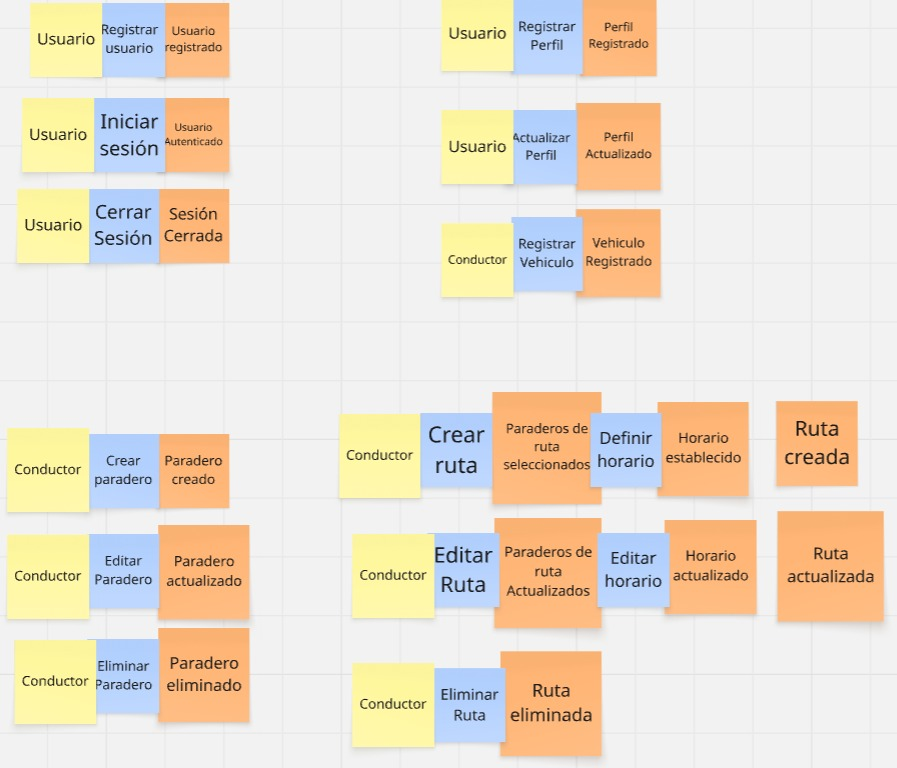 Usuario
Registrar
usuario
Usuario
registrado
Usuario
Iniciar
sesión
Usuario
Autenticado
Usuario
Cerrar
Sesión
Sesión
Cerrada
Usuario
Registrar
Perfil
Perfil
Registrado
Usuario
Actualizar
Perfil
Perfil
Actualizado
Conductor
Registrar
Vehiculo
Vehiculo
Registrado
Conductor
Crear
paradero
Paradero
creado
Conductor
Editar
Paradero
Paradero
actualizado
Conductor
Eliminar
Paradero
Paradero
eliminado
Conductor
Crear
ruta
Paraderos de
ruta
seleccionados
Definir
horario
Horario
establecido
Ruta
creada
Conductor
Editar
Ruta
Paraderos de
ruta
Actualizados
Editar
horario
Horario
actualizado
Ruta
actualizada
Conductor
Eliminar
Ruta
Ruta
eliminada